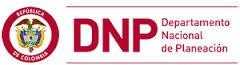 REPÚBLICA
DE COLOMBIA
DNP
Departamento
Nacional
de Planeación